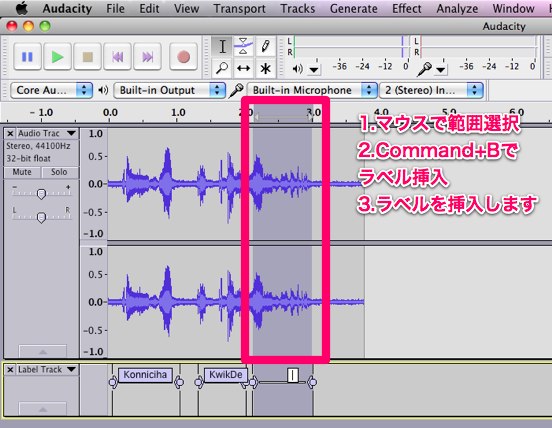 Audacity File Edit View Transport Tracks Generate Effect Analyze Window
Audacity
L
R
-36 -24 -12 0
L
R
-36 -24 -12 0
Core Au... Built-in Output Built-in Microphone 2 (Stereo) In...
- 1.0 0.0 1.0 2.0 3.0 4.0 5.0 6.0
Audio Trac
Stereo, 44100Hz
32-bit float
Mute Solo
- +
L R
1.0
0.5
0.0
-0.5
-1.0
1.0
0.5
0.0
-0.5
-1.0
1.マウスで範囲選択
2.Command+Bで
ラベル挿入
3.ラベルを挿入します
Label Track
Konniciha KwikDe